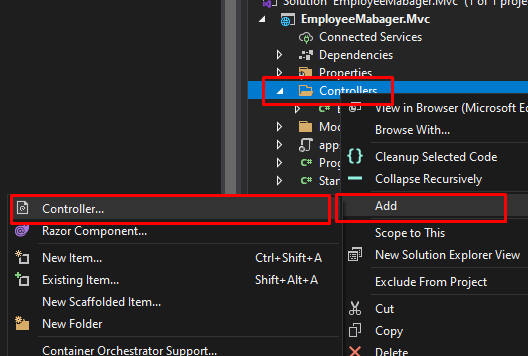 Solution 'EmployeeManager.Mvc' (1 of 1 proje
EmployeeMabager.Mvc
Connected Services
Dependencies
Properties
Controllers
View in Browser (Microsoft Ed
Browse With...
Mod
app
Cleanup Selected Code
Prog
Collapse Recursively
Star
Controller...
Add
Razor Component...
Scope to This
New Item... Ctrl+Shift+A
New Solution Explorer View
Existing Item... Shift+Alt+A
Exclude From Project
New Scaffolded Item...
Cut
New Folder
Copy
Container Orchestrator Support...
Delete